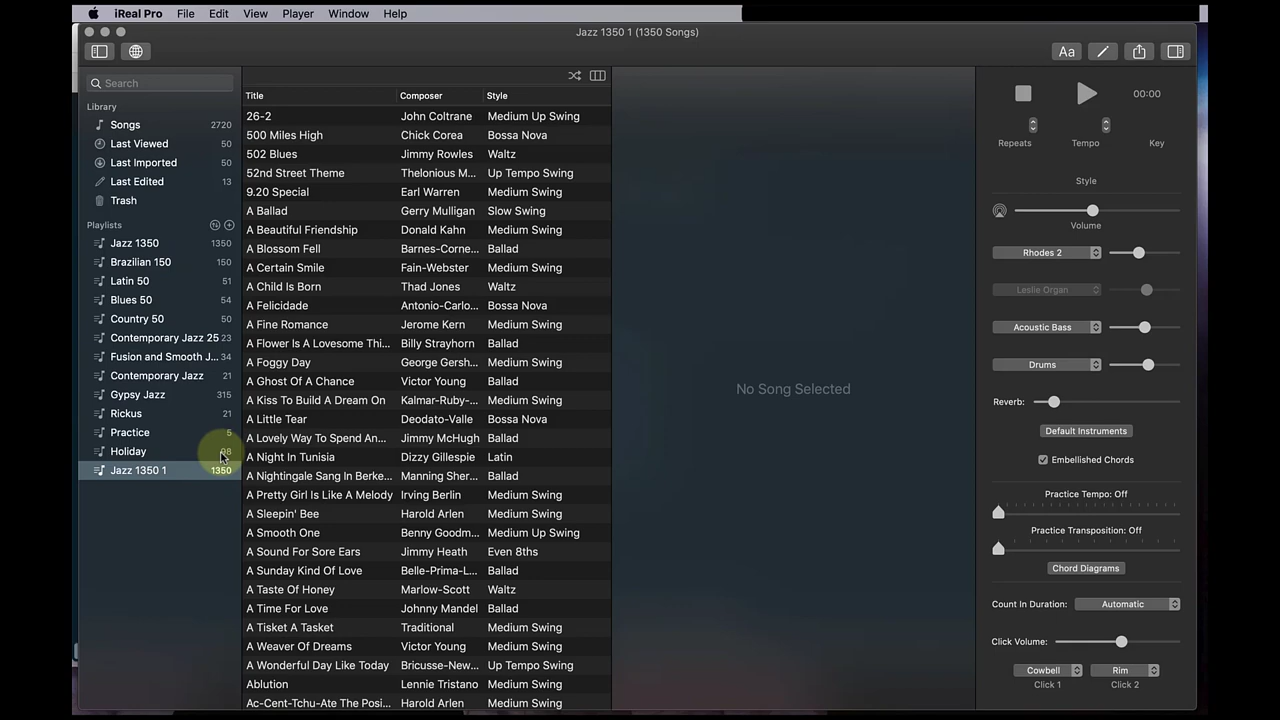 iReal Pro File Edit View Player Window Help
Jazz 1350 1 (1350 Songs)
Aa
Search
Library
Songs 2720
Last Viewed 50
Last Imported 50
Last Edited 13
Trash
Playlists
Jazz 1350 1350
Brazilian 150 150
Latin 50 51
Blues 50 54
Country 50 50
Contemporary Jazz 25 23
Fusion and Smooth J... 34
Contemporary Jazz 21
Gypsy Jazz 315
Rickus 21
Practice 5
Holiday 98
Jazz 1350 1 1350
Title Composer Style
26-2 John Coltrane Medium Up Swing
500 Miles High Chick Corea Bossa Nova
502 Blues Jimmy Rowles Waltz
52nd Street Theme Thelonious M... Up Tempo Swing
9.20 Special Earl Warren Medium Swing
A Ballad Gerry Mulligan Slow Swing
A Beautiful Friendship Donald Kahn Medium Swing
A Blossom Fell Barnes-Corne... Ballad
A Certain Smile Fain-Webster Medium Swing
A Child Is Born Thad Jones Waltz
A Felicidade Antonio-Carlo... Bossa Nova
A Fine Romance Jerome Kern Medium Swing
A Flower Is A Lovesome Thi... Billy Strayhorn Ballad
A Foggy Day George Gersh... Medium Swing
A Ghost Of A Chance Victor Young Ballad
A Kiss To Build A Dream On Kalmar-Ruby-... Medium Swing
A Little Tear Deodato-Valle Bossa Nova
A Lovely Way To Spend An... Jimmy McHugh Ballad
A Night In Tunisia Dizzy Gillespie Latin
A Nightingale Sang In Berke... Manning Sher... Ballad
A Pretty Girl Is Like A Melody Irving Berlin Medium Swing
A Sleepin' Bee Harold Arlen Medium Swing
A Smooth One Benny Goodm... Medium Up Swing
A Sound For Sore Ears Jimmy Heath Even 8ths
A Sunday Kind Of Love Belle-Prima-L... Ballad
A Taste Of Honey Marlow-Scott Waltz
A Time For Love Johnny Mandel Ballad
A Tisket A Tasket Traditional Medium Swing
A Weaver Of Dreams Victor Young Medium Swing
A Wonderful Day Like Today Bricusse-New... Up Tempo Swing
Ablution Lennie Tristano Medium Swing
Ac-Cent-Tchu-Ate The Posi... Harold Arlen Medium Swing
No Song Selected
00:00
Repeats Tempo Key
Style
Volume
Rhodes 2
Leslie Organ
Acoustic Bass
Drums
Reverb:
Default Instruments
Embellished Chords
Practice Tempo: Off
Practice Transposition: Off
Chord Diagrams
Count In Duration: Automatic
Click Volume:
Cowbell Rim
Click 1 Click 2